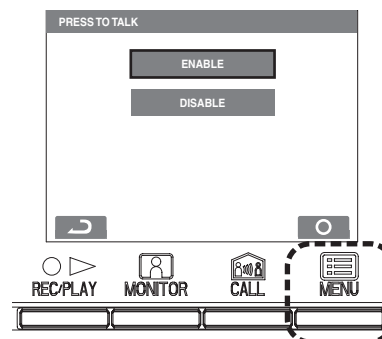 PRESS TO TALK
ENABLE
DISABLE
REC/PLAY MONITOR CALL MENU